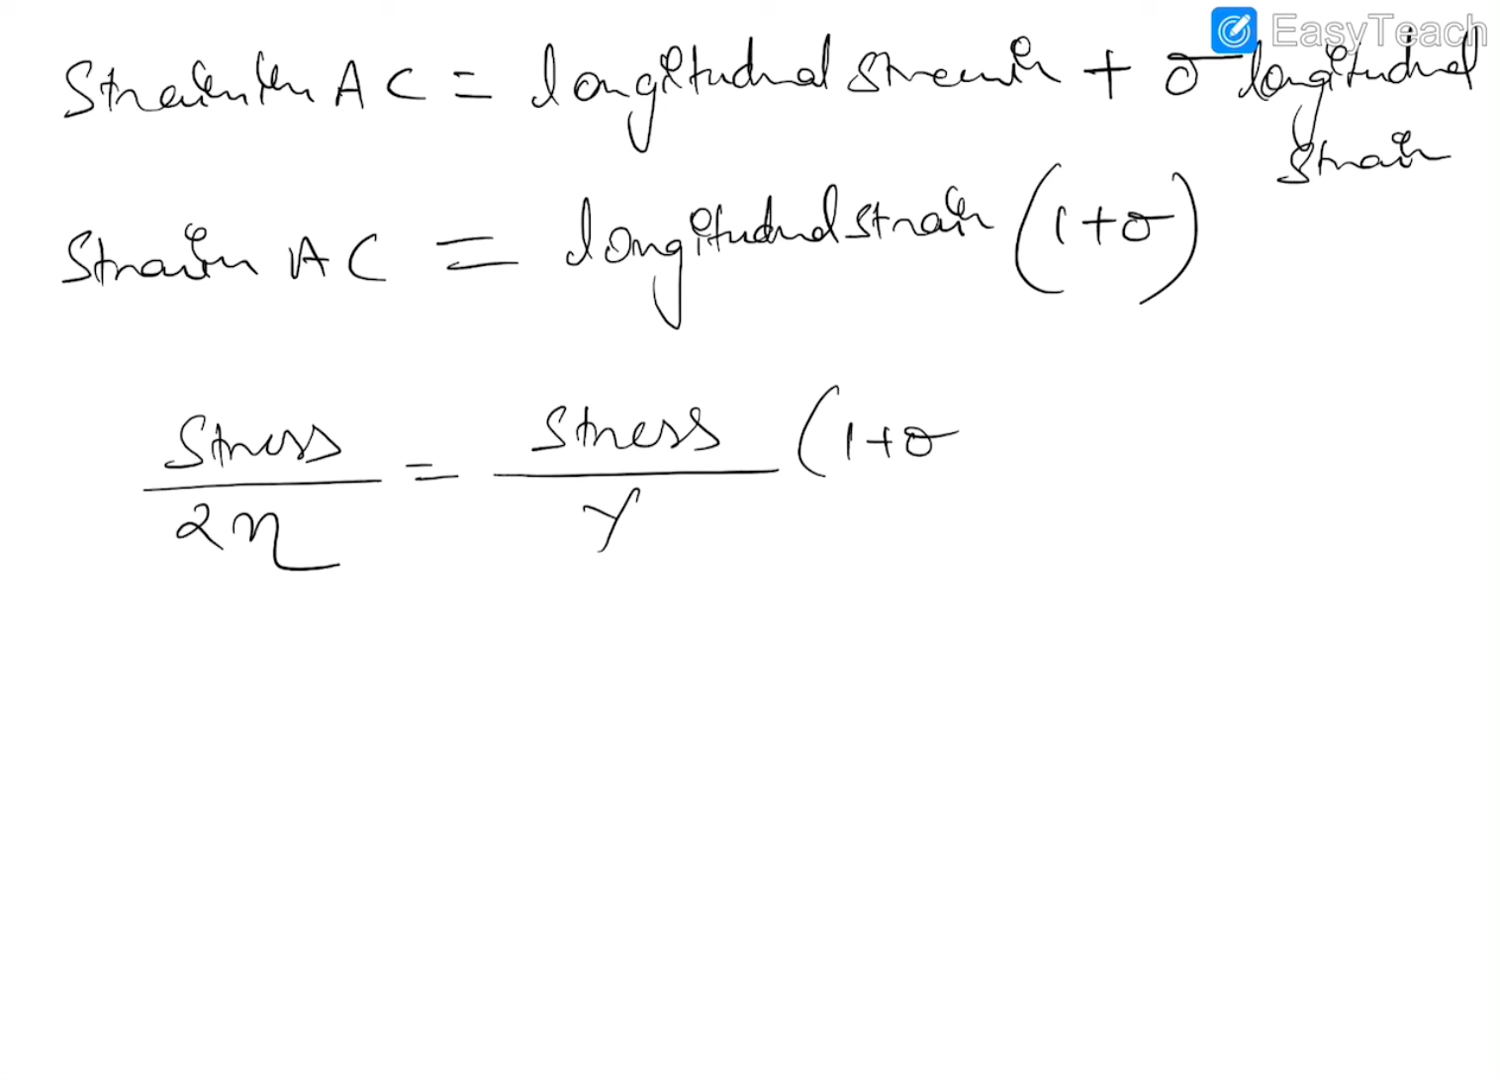 EasyTeach
Strain in AC = longitudinal strain + σ longitudinal
strain
Strain AC = longitudinal strain (1+σ)
Stress = Stress (1+σ
2η Y